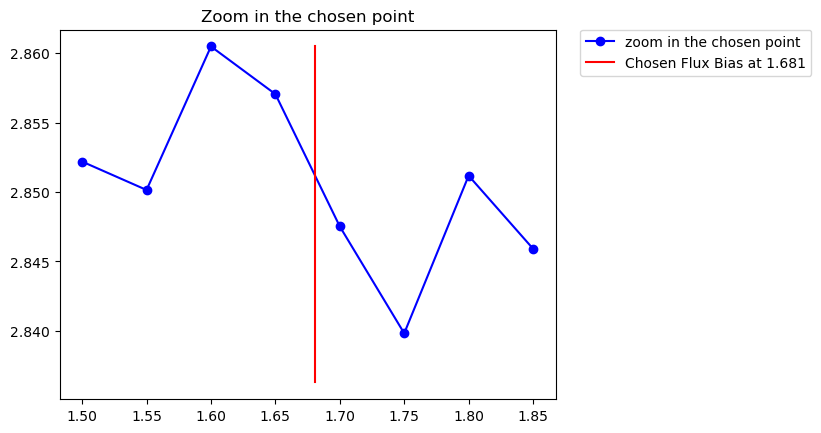 Zoom in the chosen point
zoom in the chosen point
Chosen Flux Bias at 1.681
2.860
2.855
2.850
2.845
2.840
1.50 1.55 1.60 1.65 1.70 1.75 1.80 1.85